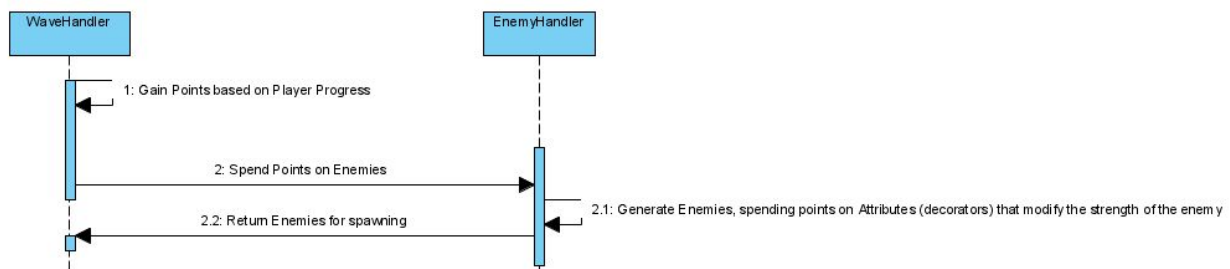 WaveHandler
EnemyHandler
1: Gain Points based on Player Progress
2: Spend Points on Enemies
2.1: Generate Enemies, spending points on Attributes (decorators) that modify the strength of the enemy
2.2: Return Enemies for spawning